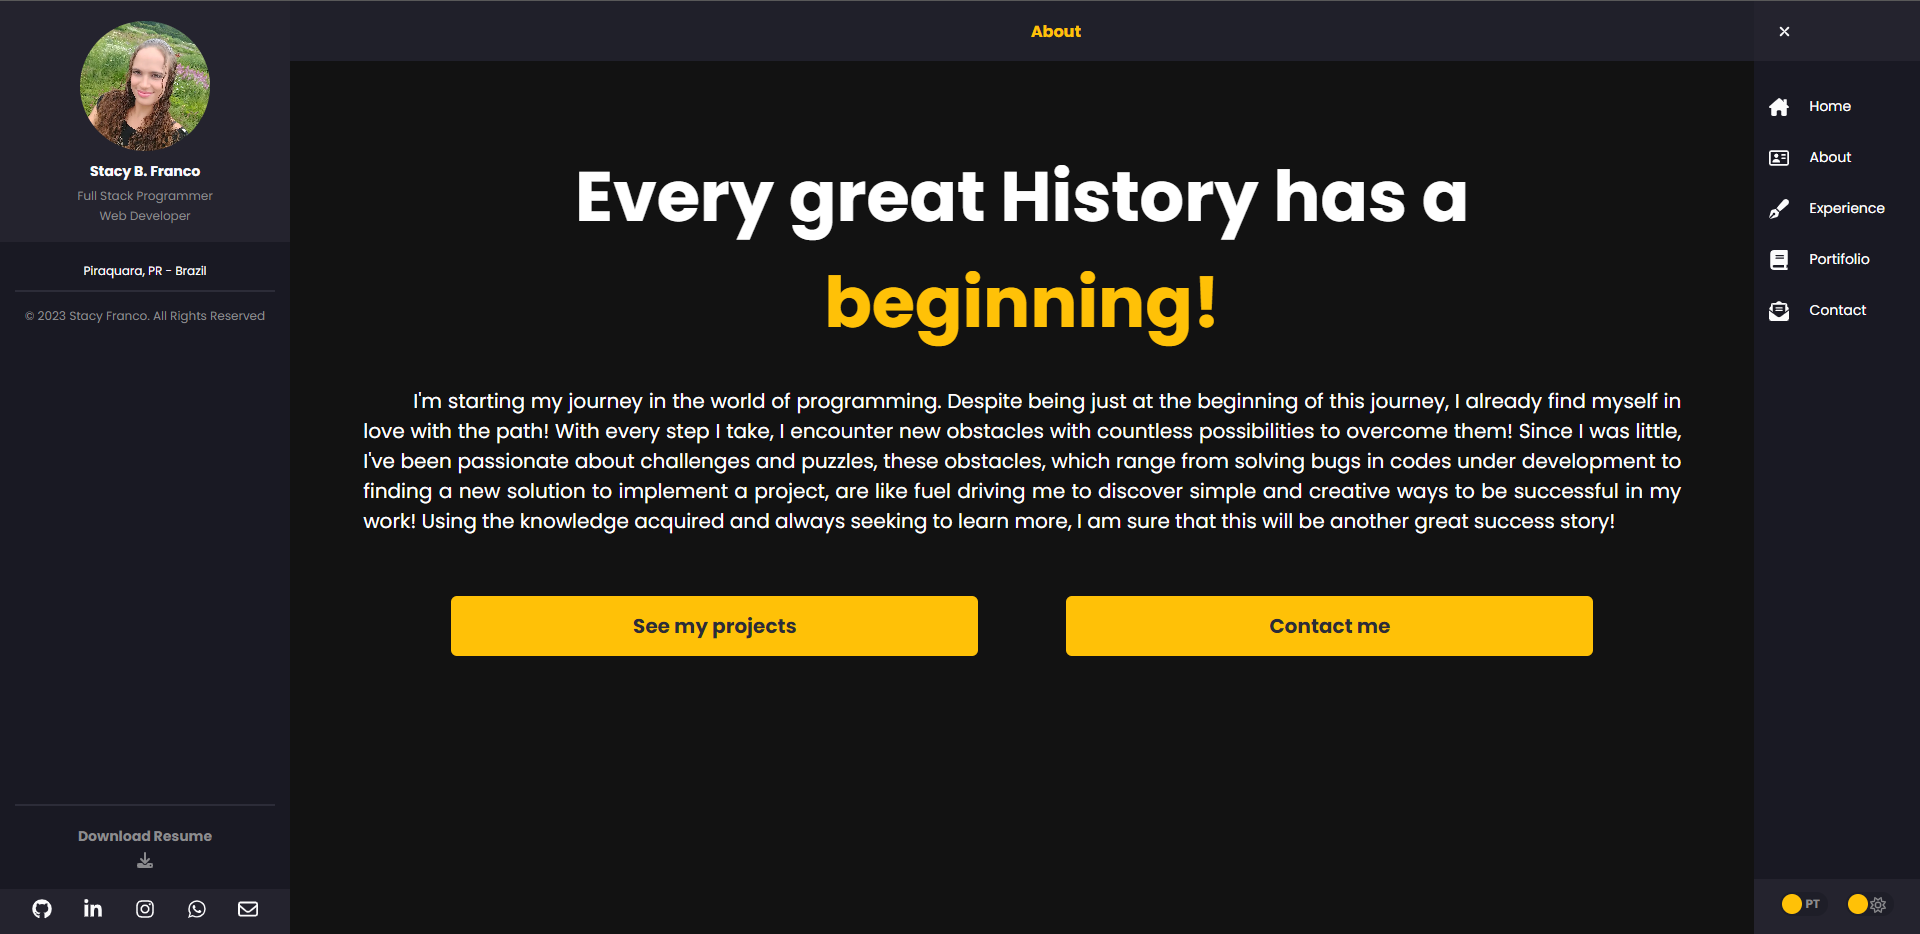 Stacy B. Franco
Full Stack Programmer
Web Developer
Piraquara, PR - Brazil
© 2023 Stacy Franco. All Rights Reserved
Download Resume
About
Every great History has a
beginning!
I'm starting my journey in the world of programming. Despite being just at the beginning of this journey, I already find myself in
love with the path! With every step I take, I encounter new obstacles with countless possibilities to overcome them! Since I was little,
I've been passionate about challenges and puzzles, these obstacles, which range from solving bugs in codes under development to
finding a new solution to implement a project, are like fuel driving me to discover simple and creative ways to be successful in my
work! Using the knowledge acquired and always seeking to learn more, I am sure that this will be another great success story!
See my projects
Contact me
Home
About
Experience
Portifolio
Contact
PT